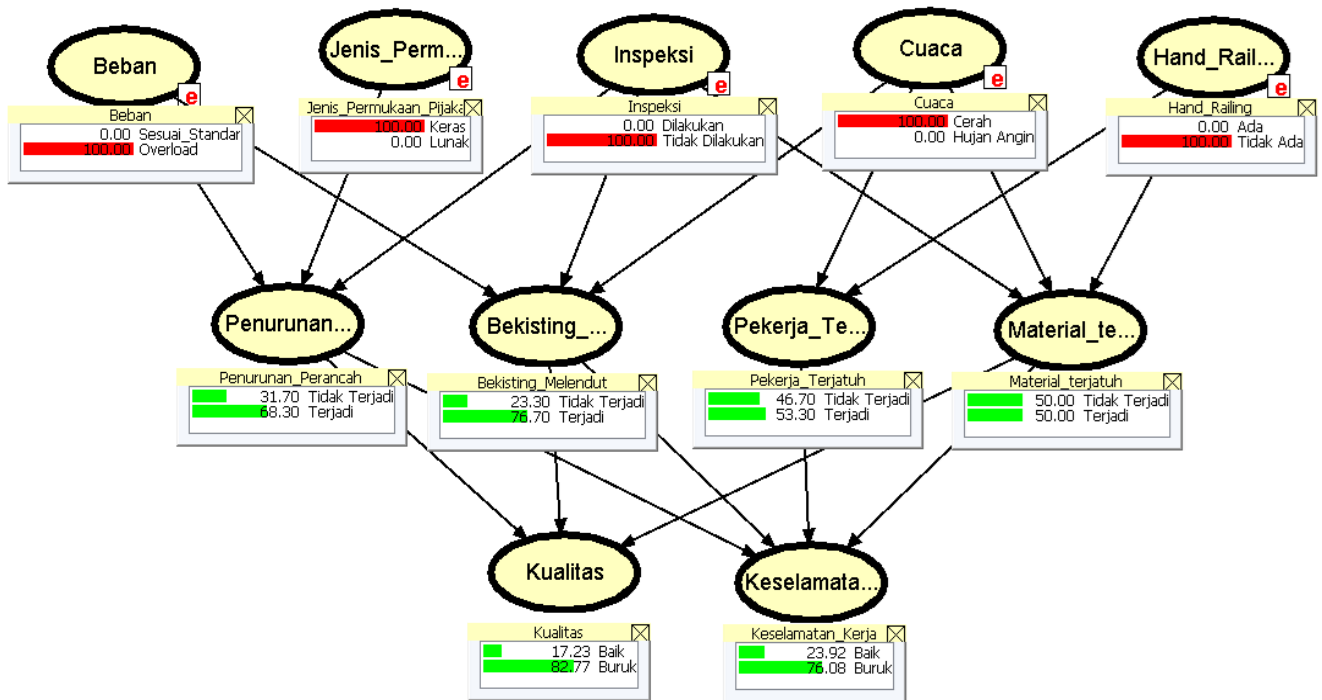 Beban
Jenis_Perm...
Inspeksi
Cuaca
Hand_Rail...
e
e
e
e
e
Beban
0.00 Sesuai_Standar
100.00 Overload
Jenis_Permukaan_Pijaka
100.00 Keras
0.00 Lunak
Inspeksi
0.00 Dilakukan
100.00 Tidak Dilakukan
Cuaca
100.00 Cerah
0.00 Hujan Angin
Hand_Railing
0.00 Ada
100.00 Tidak Ada
Penurunan...
Bekisting_...
Pekerja_Te...
Material_te...
Penurunan_Perancah
31.70 Tidak Terjadi
68.30 Terjadi
Bekisting_Melendut
23.30 Tidak Terjadi
76.70 Terjadi
Pekerja_Terjatuh
46.70 Tidak Terjadi
53.30 Terjadi
Material_terjatuh
50.00 Tidak Terjadi
50.00 Terjadi
Kualitas
Keselamata...
Kualitas
17.23 Baik
82.77 Buruk
Keselamatan_Kerja
23.92 Baik
76.08 Buruk